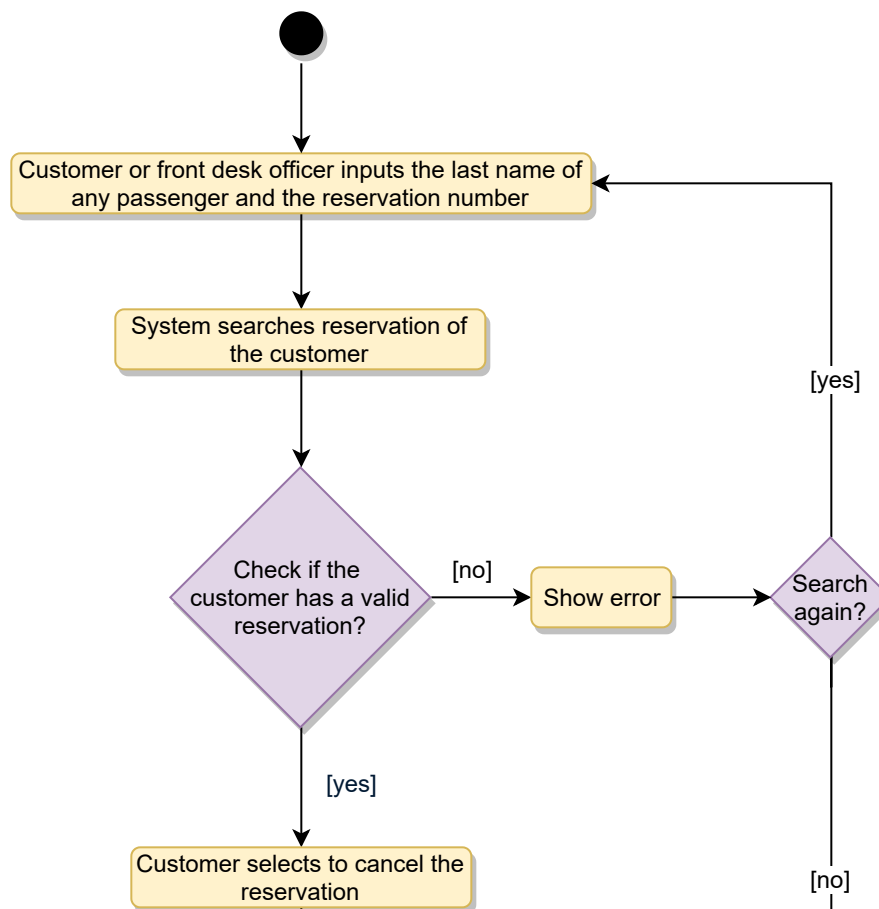 Customer or front desk officer inputs the last name of
any passenger and the reservation number
System searches reservation of
the customer
[yes]
Check if the
customer has a valid
reservation?
[no]
Show error
Search
again?
[yes]
Customer selects to cancel the
reservation
[no]